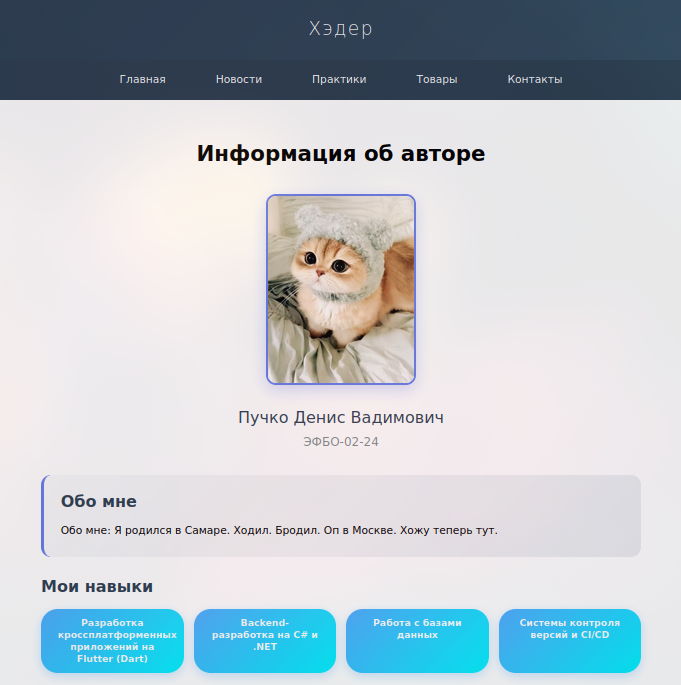 Хэдер
Главная Новости Практики Товары Контакты
Информация об авторе
Пучко Денис Вадимович
ЭФБО-02-24
Обо мне
Обо мне: Я родился в Самаре. Ходил. Бродил. Оп в Москве. Хожу теперь тут.
Мои навыки
Разработка
кроссплатформенных
приложений на
Flutter (Dart)
Backend-
разработка на C# и
.NET
Работа с базами
данных
Системы контроля
версий и CI/CD